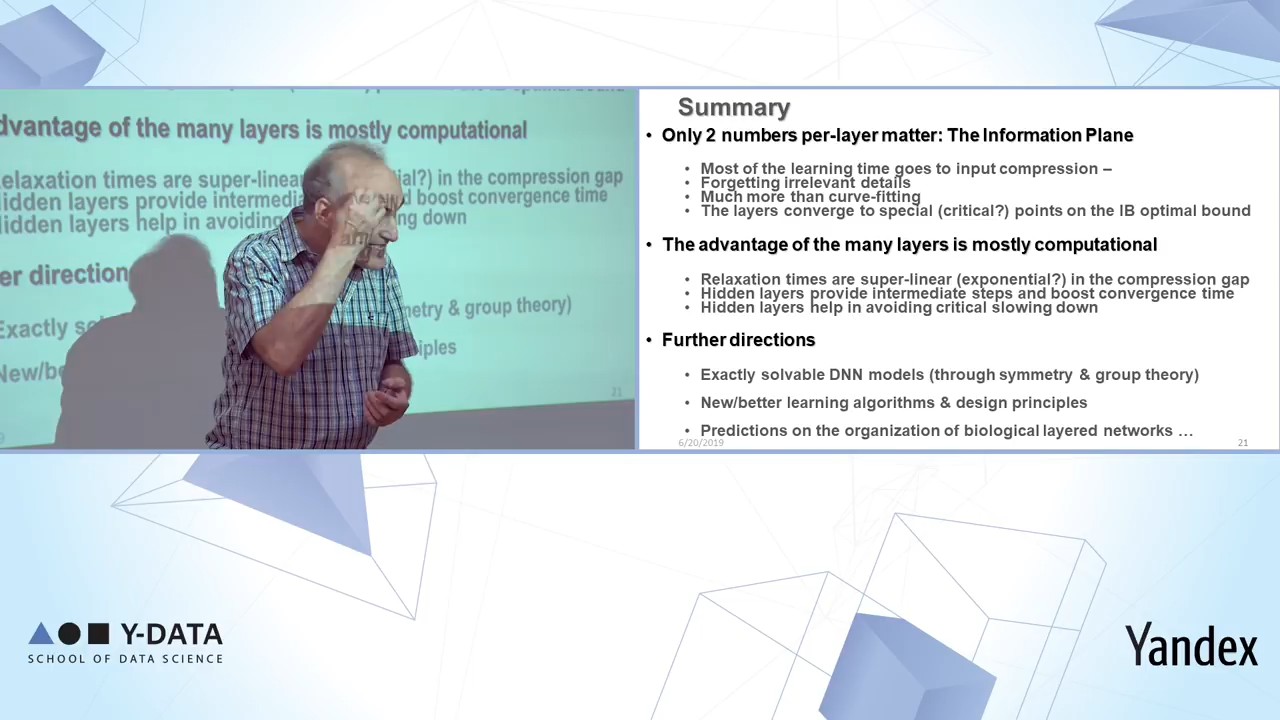 dvantage of the many layers is mostly computational
elaxation times are super-linear ial?) in the compression gap
idden layers provide and boost convergence time
idden layers help in avoiding ng down
er direction
Exactly etry & group theory)
New/be iples
21
Summary
• Only 2 numbers per-layer matter: The Information Plane
• Most of the learning time goes to input compression –
• Forgetting irrelevant details
• Much more than curve-fitting
• The layers converge to special (critical?) points on the IB optimal bound
• The advantage of the many layers is mostly computational
• Relaxation times are super-linear (exponential?) in the compression gap
• Hidden layers provide intermediate steps and boost convergence time
• Hidden layers help in avoiding critical slowing down
• Further directions
• Exactly solvable DNN models (through symmetry & group theory)
• New/better learning algorithms & design principles
• Predictions on the organization of biological layered networks …
6/20/2019 21
Y-DATA
SCHOOL OF DATA SCIENCE
Yandex